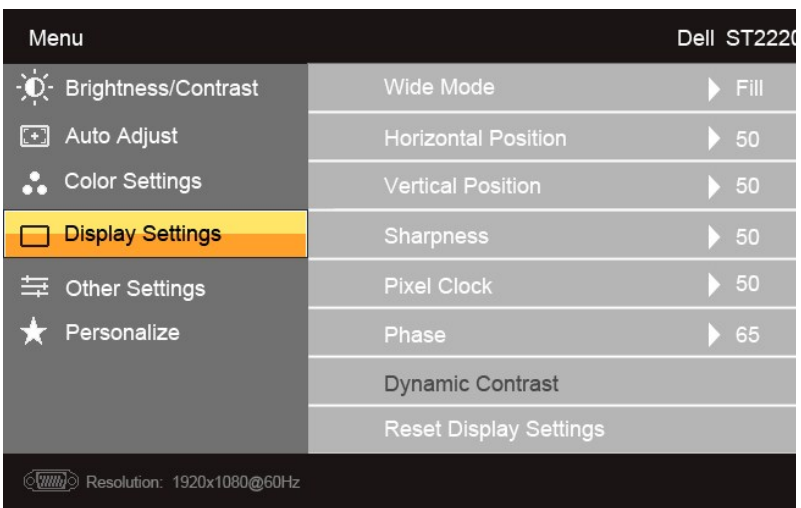 Menu
Dell ST2220
Brightness/Contrast
Auto Adjust
Color Settings
Display Settings
Other Settings
Personalize
Wide Mode Fill
Horizontal Position 50
Vertical Position 50
Sharpness 50
Pixel Clock 50
Phase 65
Dynamic Contrast
Reset Display Settings
Resolution: 1920x1080@60Hz